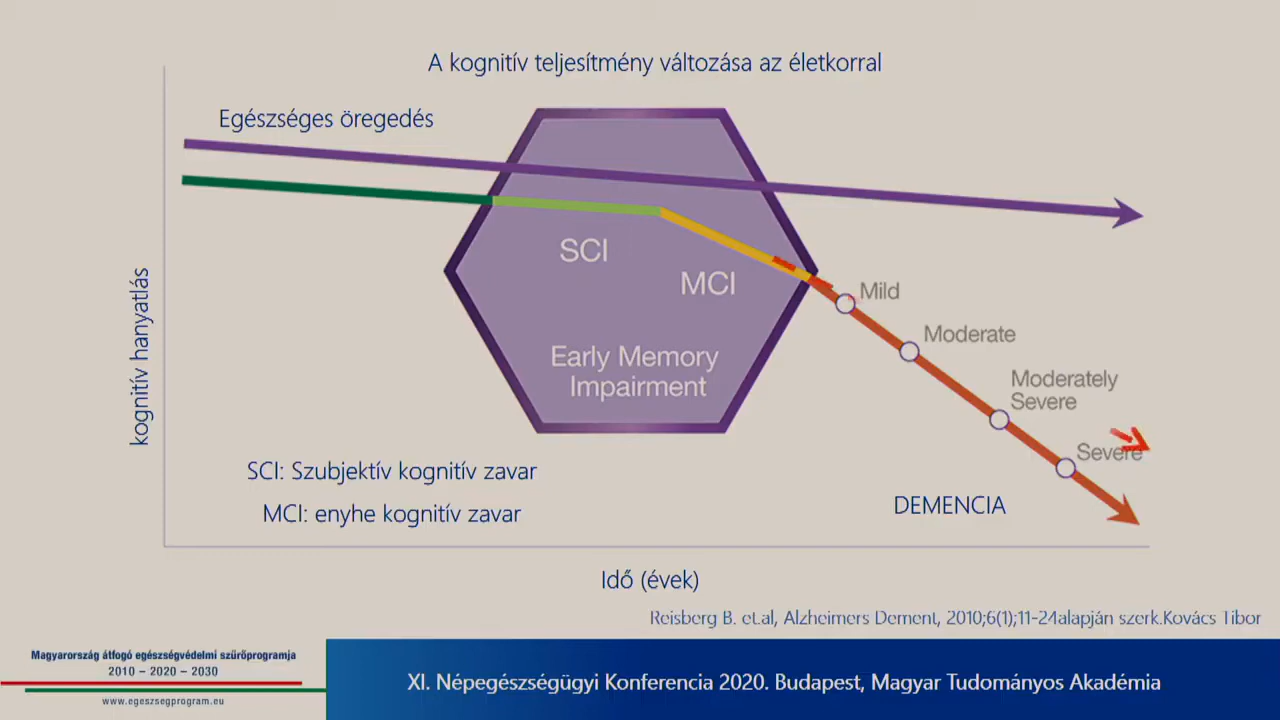 A kognitív teljesítmény változása az életkorral
Egészséges öregedés
kognitív hanyatlás
SCI
MCI
Early Memory
Impairment
Mild
Moderate
Moderately
Severe
Severe
SCI: Szubjektív kognitív zavar
MCI: enyhe kognitív zavar
DEMENCIA
Idő (évek)
Reisberg B. et.al, Alzheimers Dement, 2010;6(1);11-24alapján szerk.Kovács Tibor
Magyarország átfogó egészségvédelmi szűrőprogramja
2010 – 2020 – 2030
www.egeszsegprogram.eu
XI. Népegészségügyi Konferencia 2020. Budapest, Magyar Tudományos Akadémia